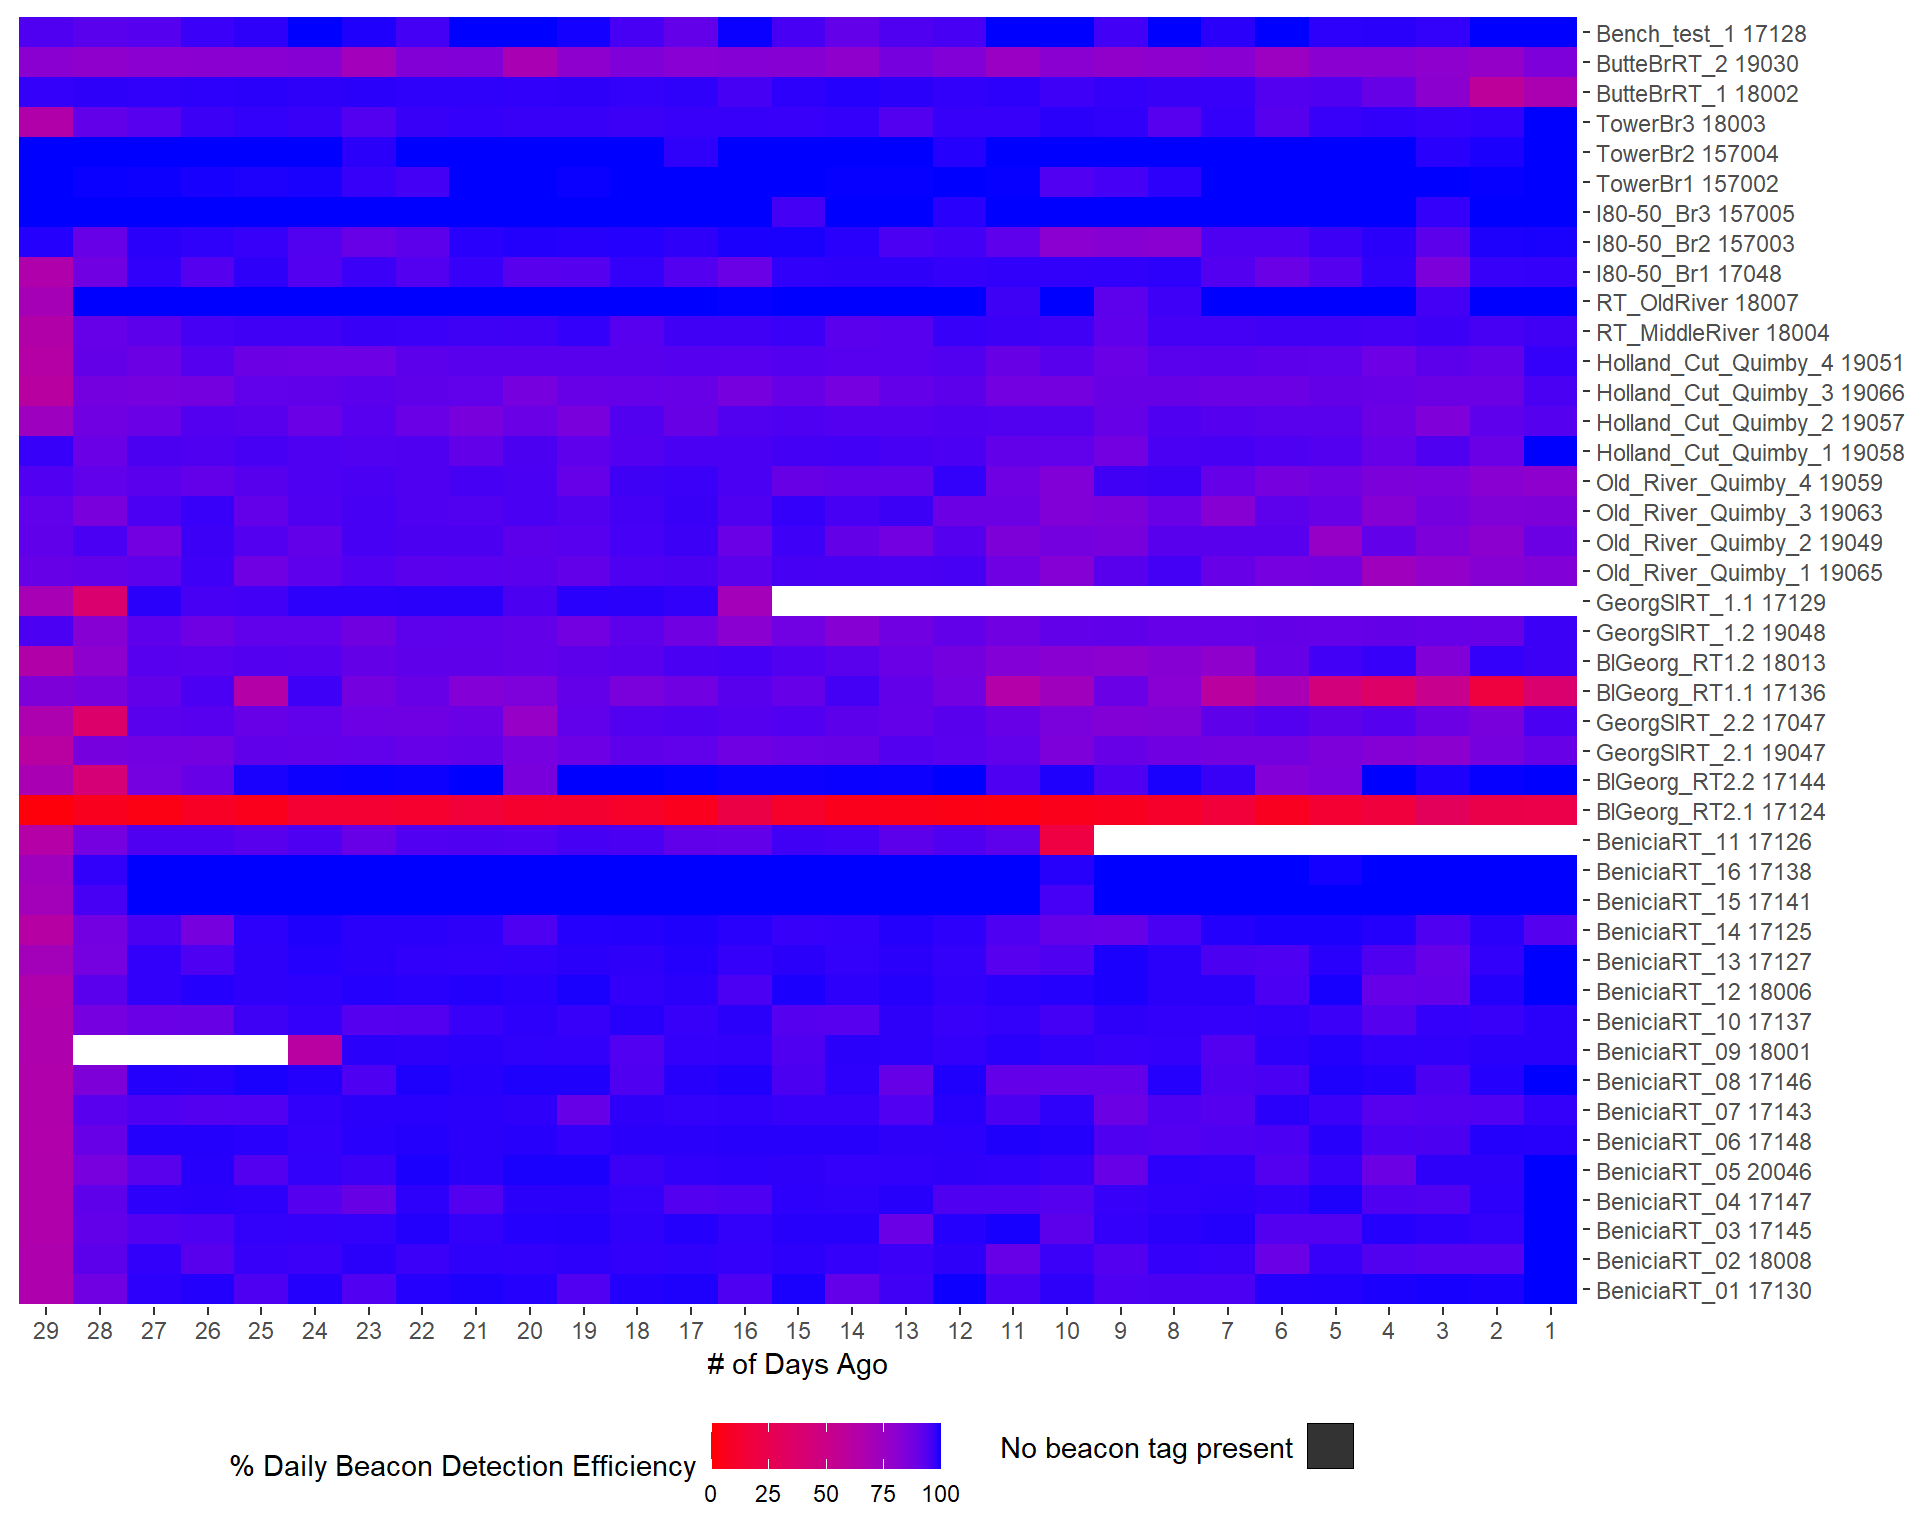 Bench_test_1 17128
ButteBrRT_2 19030
ButteBrRT_1 18002
TowerBr3 18003
TowerBr2 157004
TowerBr1 157002
I80-50_Br3 157005
I80-50_Br2 157003
I80-50_Br1 17048
RT_OldRiver 18007
RT_MiddleRiver 18004
Holland_Cut_Quimby_4 19051
Holland_Cut_Quimby_3 19066
Holland_Cut_Quimby_2 19057
Holland_Cut_Quimby_1 19058
Old_River_Quimby_4 19059
Old_River_Quimby_3 19063
Old_River_Quimby_2 19049
Old_River_Quimby_1 19065
GeorgSlRT_1.1 17129
GeorgSlRT_1.2 19048
BlGeorg_RT1.2 18013
BlGeorg_RT1.1 17136
GeorgSlRT_2.2 17047
GeorgSlRT_2.1 19047
BlGeorg_RT2.2 17144
BlGeorg_RT2.1 17124
BeniciaRT_11 17126
BeniciaRT_16 17138
BeniciaRT_15 17141
BeniciaRT_14 17125
BeniciaRT_13 17127
BeniciaRT_12 18006
BeniciaRT_10 17137
BeniciaRT_09 18001
BeniciaRT_08 17146
BeniciaRT_07 17143
BeniciaRT_06 17148
BeniciaRT_05 20046
BeniciaRT_04 17147
BeniciaRT_03 17145
BeniciaRT_02 18008
BeniciaRT_01 17130
29 28 27 26 25 24 23 22 21 20 19 18 17 16 15 14 13 12 11 10 9 8 7 6 5 4 3 2 1
# of Days Ago
% Daily Beacon Detection Efficiency
0 25 50 75 100
No beacon tag present